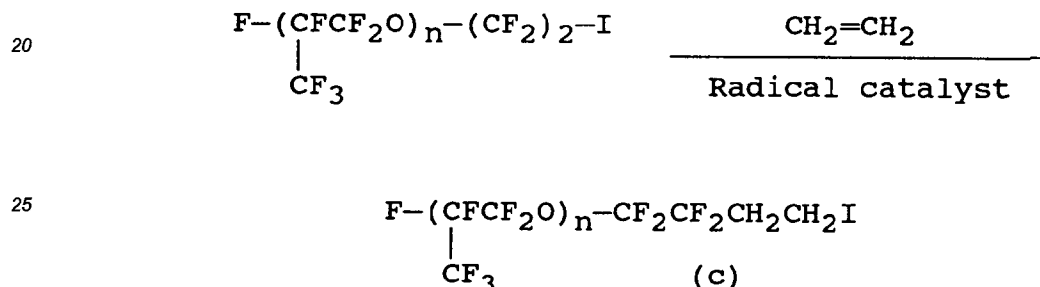 20 F-(CFCF₂O)ₙ-(CF₂)₂-I CH₂=CH₂
CF₃ Radical catalyst
25 F-(CFCF₂O)ₙ-CF₂CF₂CH₂CH₂I
CF₃ (c)